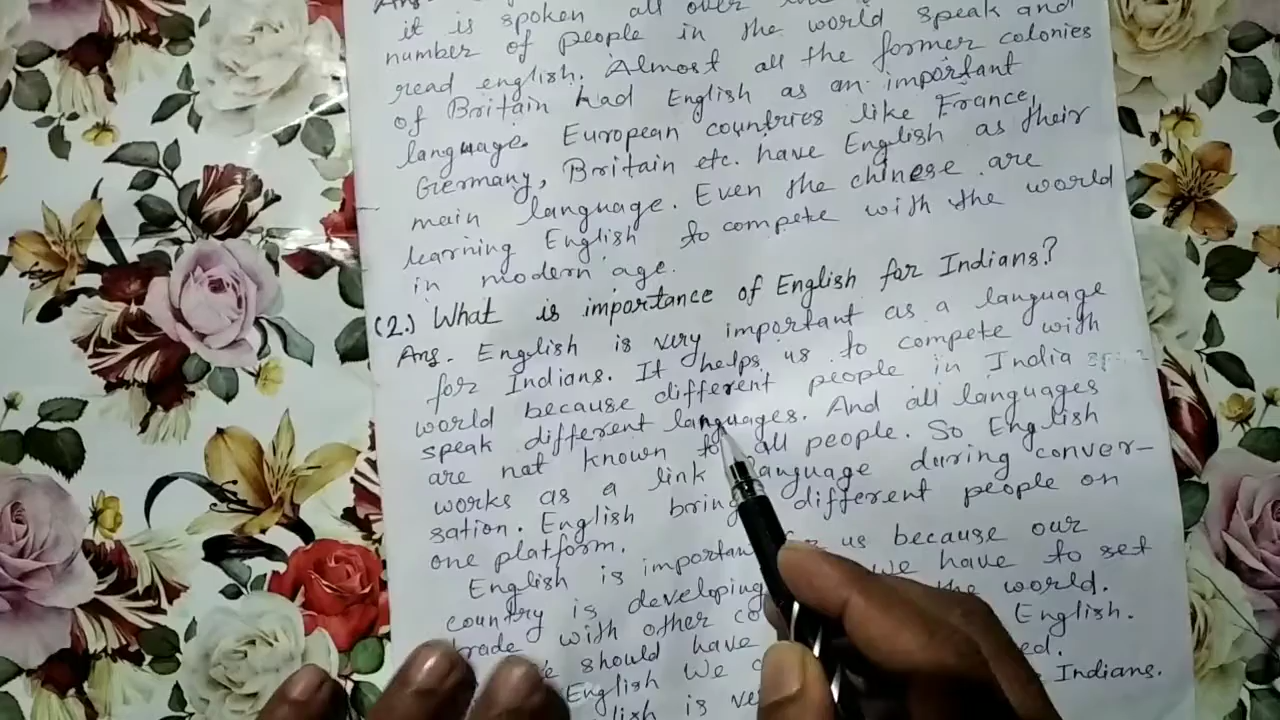 Ans.
it is spoken all over
number of people in the world speak and
read english. Almost all the former colonies
of Britain had English as an important
language. European countries like France,
Germany, Britain etc. have English as their
main language. Even the chinese are
learning English to compete with the world
in modern age.
(2.) What is importance of English for Indians?
Ans. English is very important as a language
for Indians. It helps us to compete with
world because different people in India
speak different languages. And all languages
are not known to all people. So English
works as a link language during conver-
sation. English bring different people on
one platform.
English is important us because our
country is developing we have to set
trade with other the world.
should have English.
English We
is Indians.